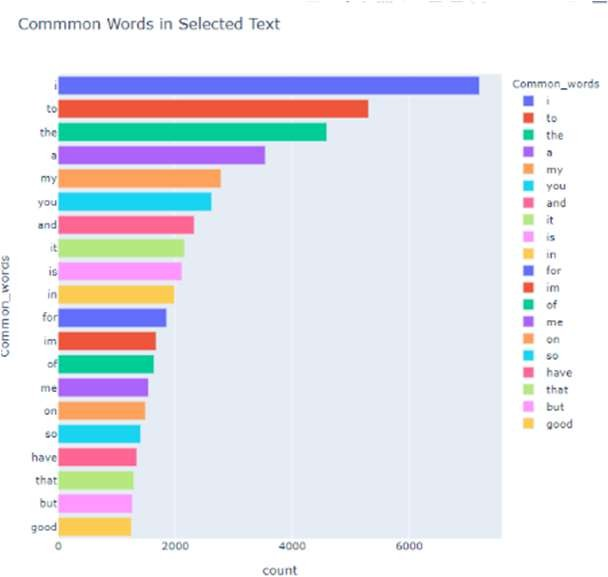 Commmon Words in Selected Text
Common_words
i
to
the
a
my
you
and
it
is
in
for
im
of
me
on
so
have
that
but
good
0 2000 4000 6000
count
Common_words
i
to
the
a
my
you
and
it
is
in
for
im
of
me
on
so
have
that
but
good